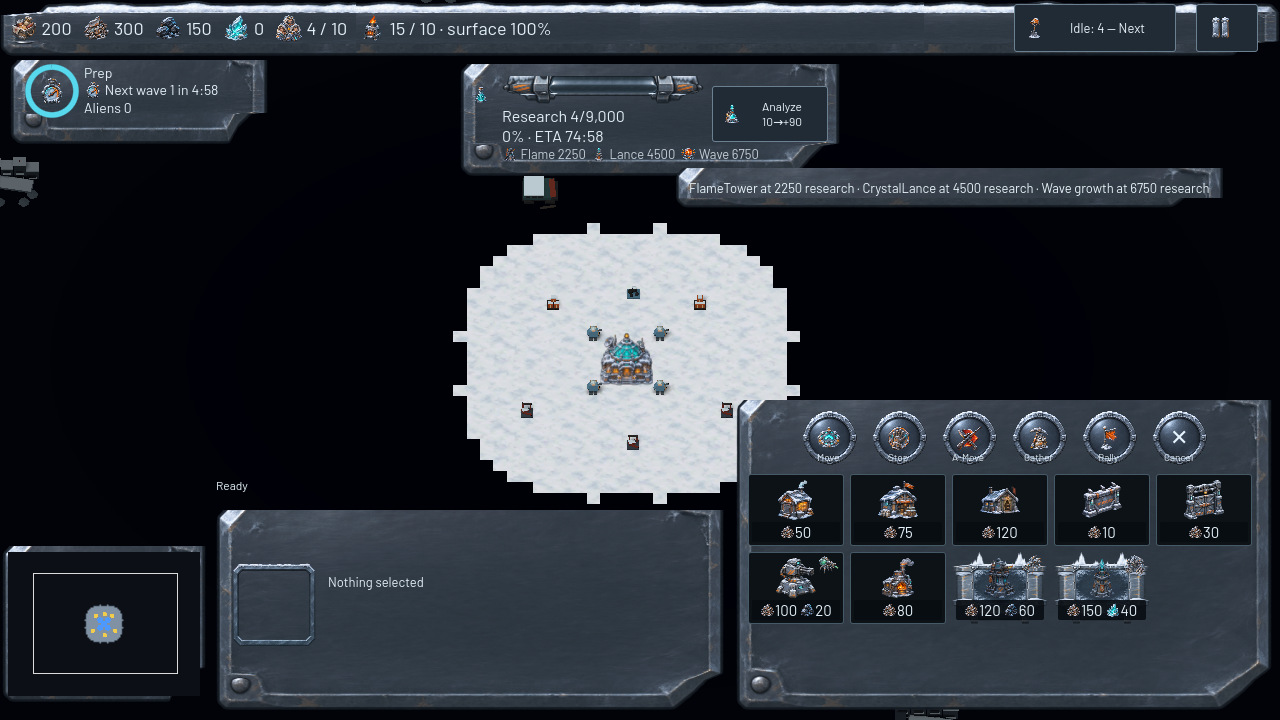 200 300 150 0 4 / 10 15 / 10 · surface 100%
Idle: 4 — Next
Prep
Next wave 1 in 4:58
Aliens 0
Research 4/9,000
0% · ETA 74:58
Flame 2250 Lance 4500 Wave 6750
Analyze
10→+90
FlameTower at 2250 research · CrystalLance at 4500 research · Wave growth at 6750 research
Move Stop A-Move Gather Rally Cancel
50 75 120 10 30
100 20 80 120 60 150 40
Ready
Nothing selected